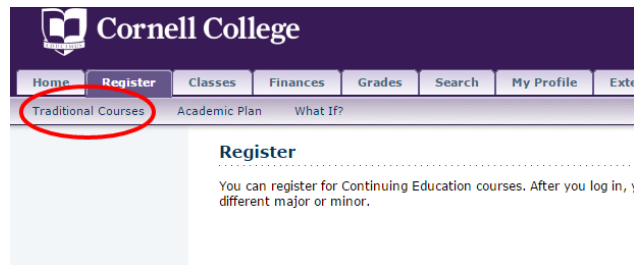 Cornell College
Home Register Classes Finances Grades Search My Profile
Traditional Courses Academic Plan What If?
Register
You can register for Continuing Education courses. After you log in,
different major or minor.